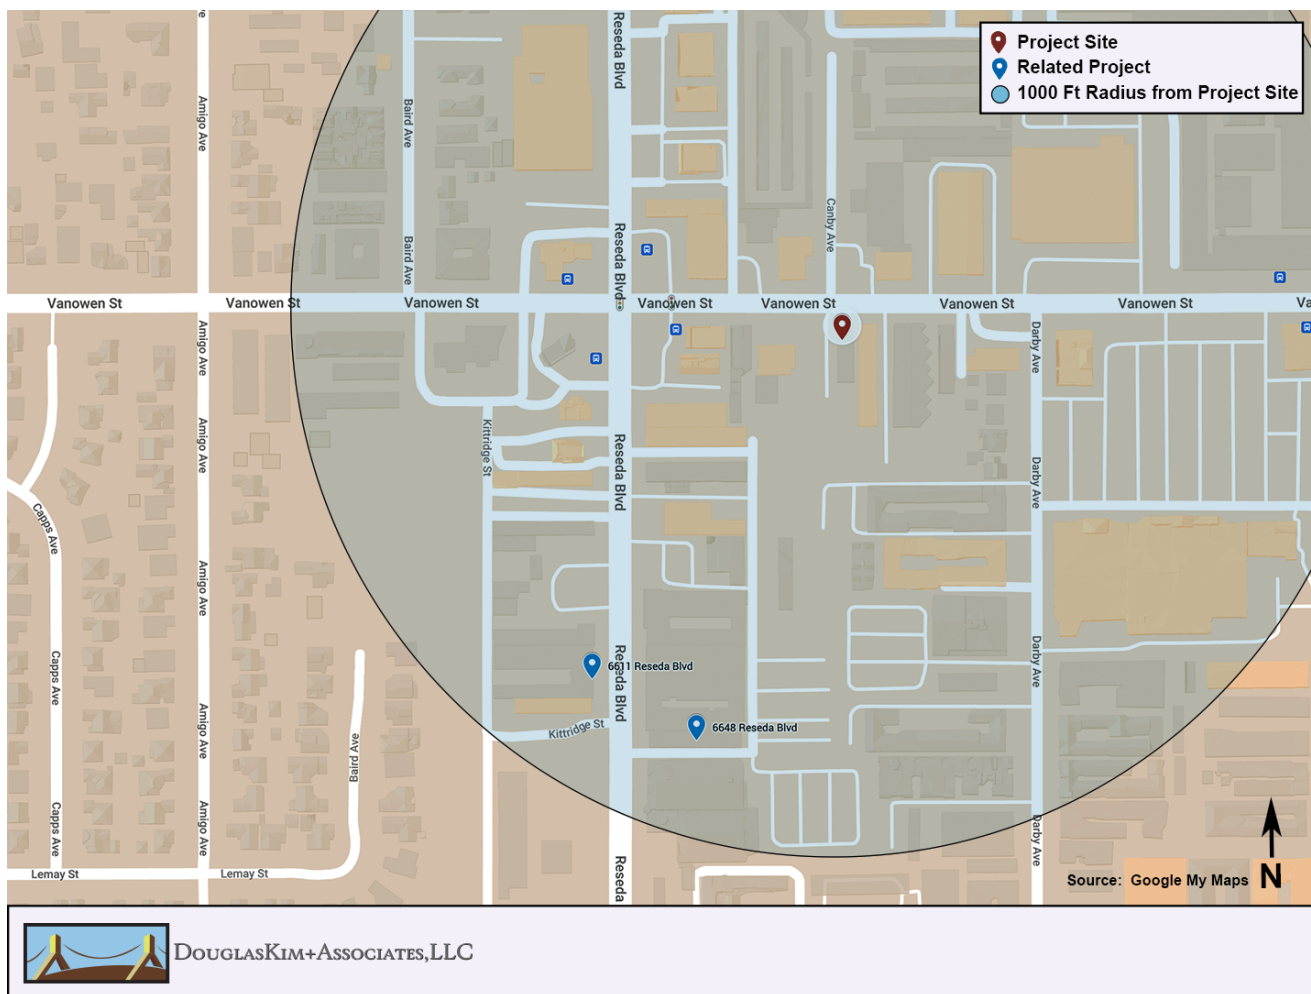 Project Site
Related Project
1000 Ft Radius from Project Site
Reseda Blvd
Amigo Ave
Baird Ave
Canby Ave
Baird Ave
Reseda Blvd
Vanowen St
Vanowen St
Vanowen St
Vanowen St
Vanowen St
Vanowen St
Vanowen St
Va
Amigo Ave
Darby Ave
Amigo Ave
Kittridge St
Reseda Blvd
Darby Ave
Capps Ave
Amigo Ave
Capps Ave
6611 Reseda Blvd
Reseda Blvd
Darby Ave
Amigo Ave
Kittridge St
6648 Reseda Blvd
Baird Ave
Capps Ave
Amigo Ave
Darby Ave
Lemay St
Lemay St
Reseda
Source: Google My Maps
N
DouglasKim+Associates,LLC